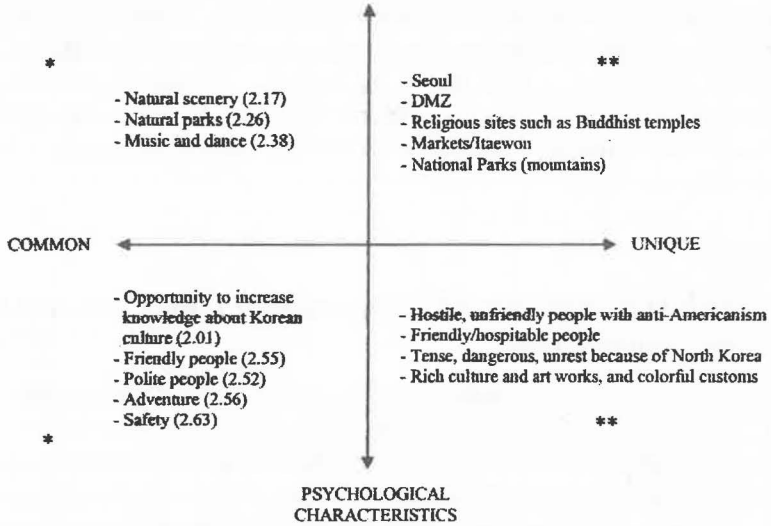 *
**
- Natural scenery (2.17)
- Natural parks (2.26)
- Music and dance (2.38)
- Seoul
- DMZ
- Religious sites such as Buddhist temples
- Markets/Itaewon
- National Parks (mountains)
COMMON
UNIQUE
- Opportunity to increase
knowledge about Korean
culture (2.01)
- Friendly people (2.55)
- Polite people (2.52)
- Adventure (2.56)
- Safety (2.63)
- Hostile, unfriendly people with anti-Americanism
- Friendly/hospitable people
- Tense, dangerous, unrest because of North Korea
- Rich culture and art works, and colorful customs
*
**
PSYCHOLOGICAL
CHARACTERISTICS